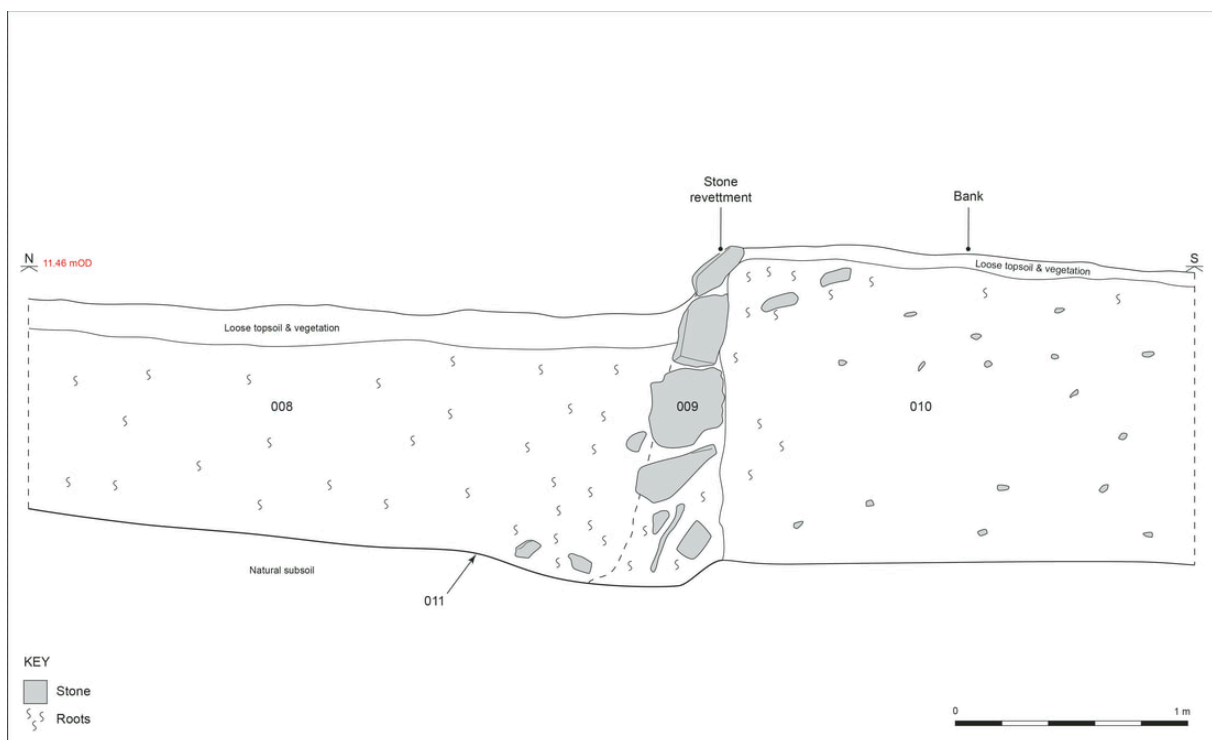 Stone
revettment
Bank
N
11.46 mOD
S
Loose topsoil & vegetation
Loose topsoil & vegetation
008
009
010
Natural subsoil
011
KEY
Stone
Roots
0
1 m